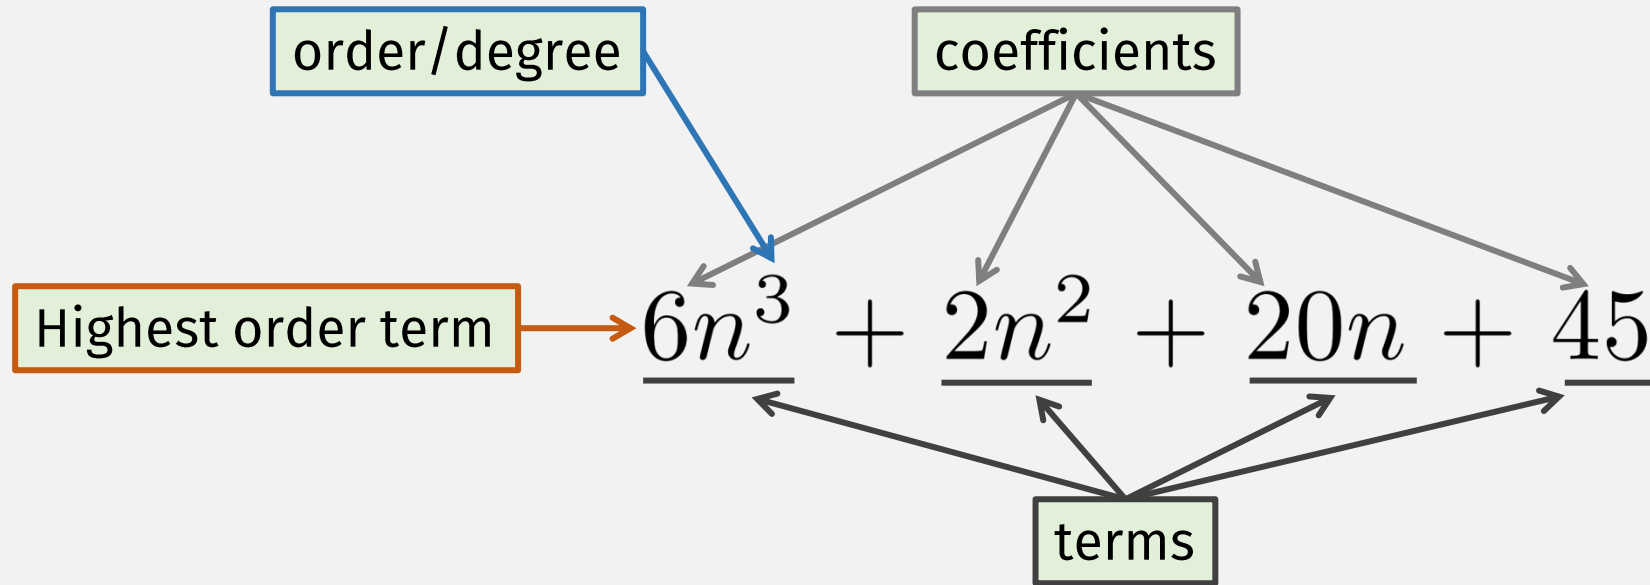 order/degree
coefficients
Highest order term
6n³ + 2n² + 20n + 45
terms